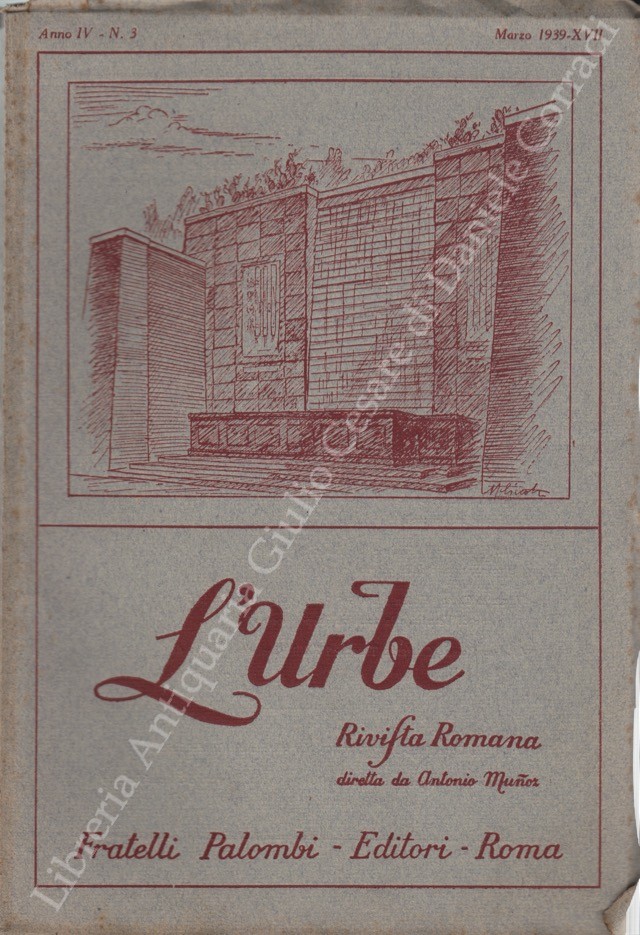 Anno IV - N. 3
Marzo 1939-XVII
L'Urbe
Rivista Romana
diretta da Antonio Muñoz
Fratelli Palombi - Editori - Roma
Libreria Antiquaria Giulio Cesare di Daniele Corradi